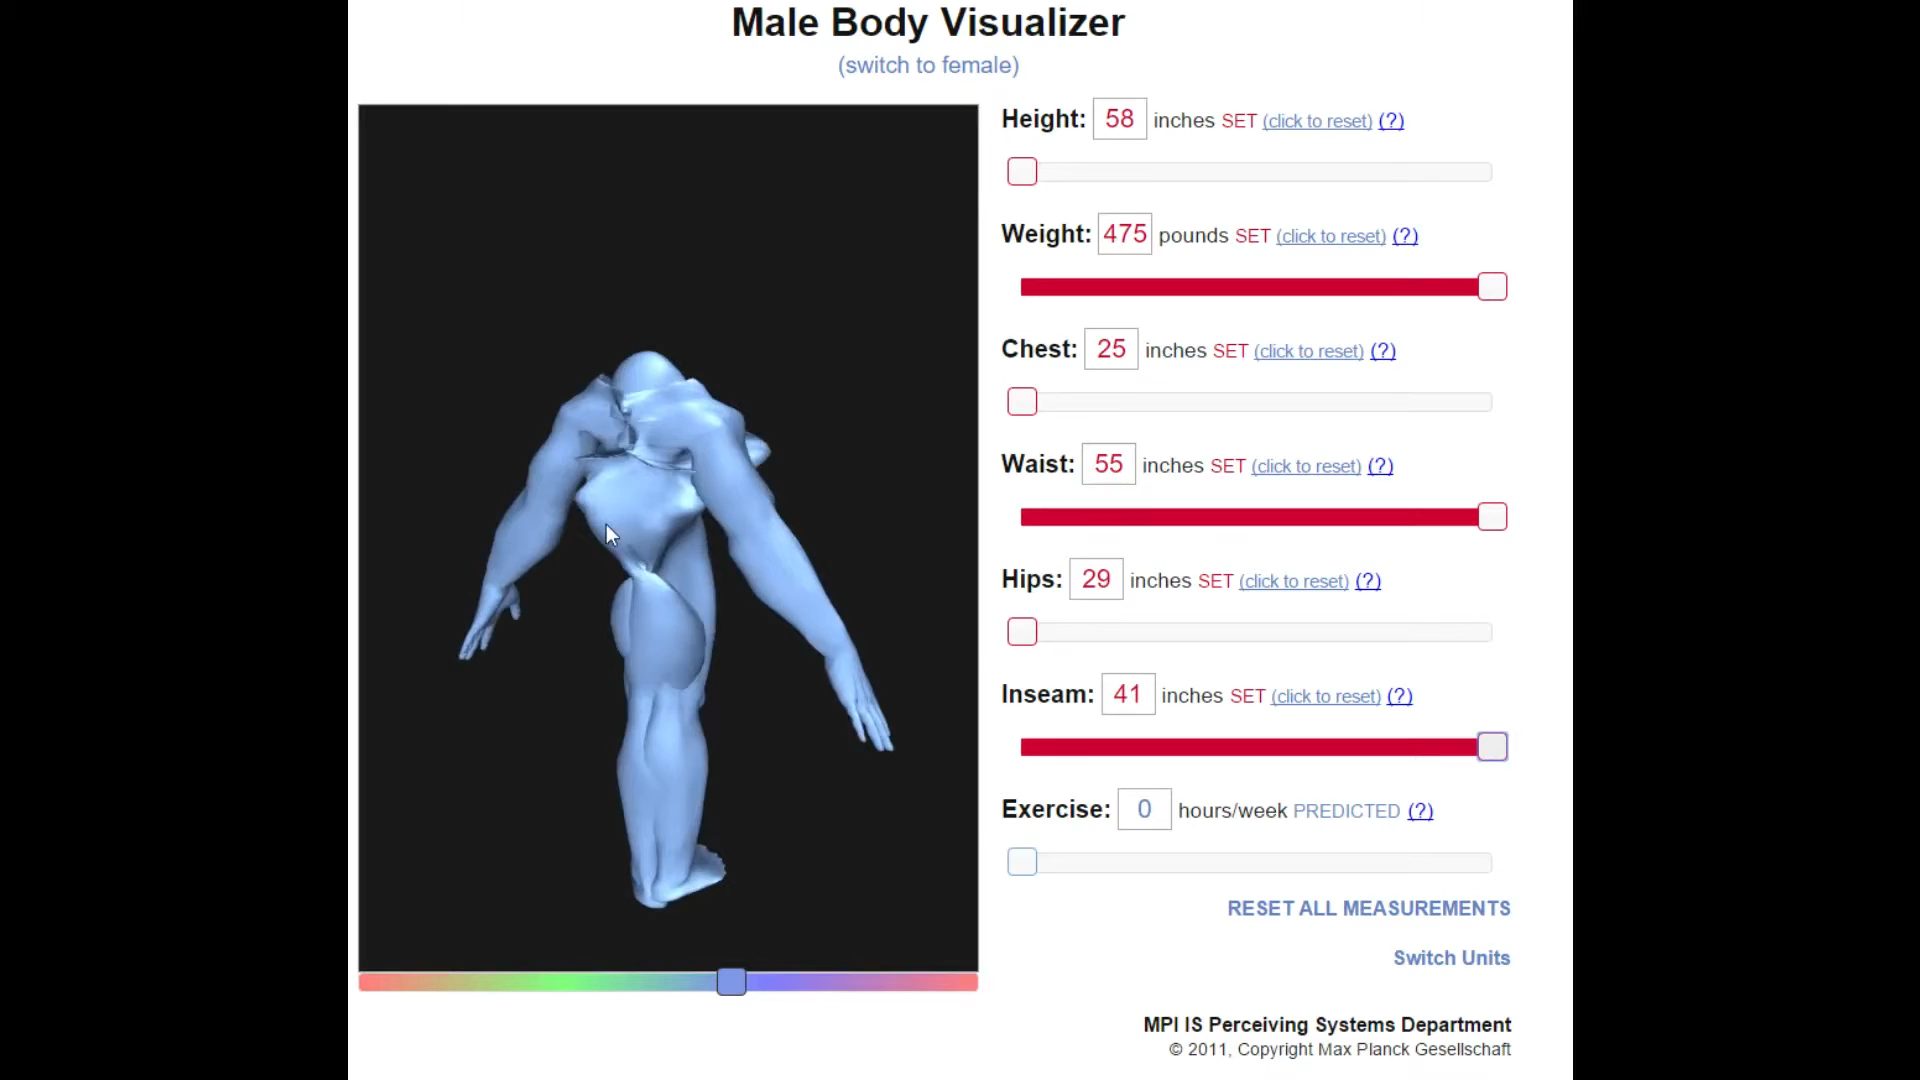 Male Body Visualizer
(switch to female)
Height: 58 inches SET (click to reset) (?)
Weight: 475 pounds SET (click to reset) (?)
Chest: 25 inches SET (click to reset) (?)
Waist: 55 inches SET (click to reset) (?)
Hips: 29 inches SET (click to reset) (?)
Inseam: 41 inches SET (click to reset) (?)
Exercise: 0 hours/week PREDICTED (?)
RESET ALL MEASUREMENTS
Switch Units
MPI IS Perceiving Systems Department
© 2011, Copyright Max Planck Gesellschaft